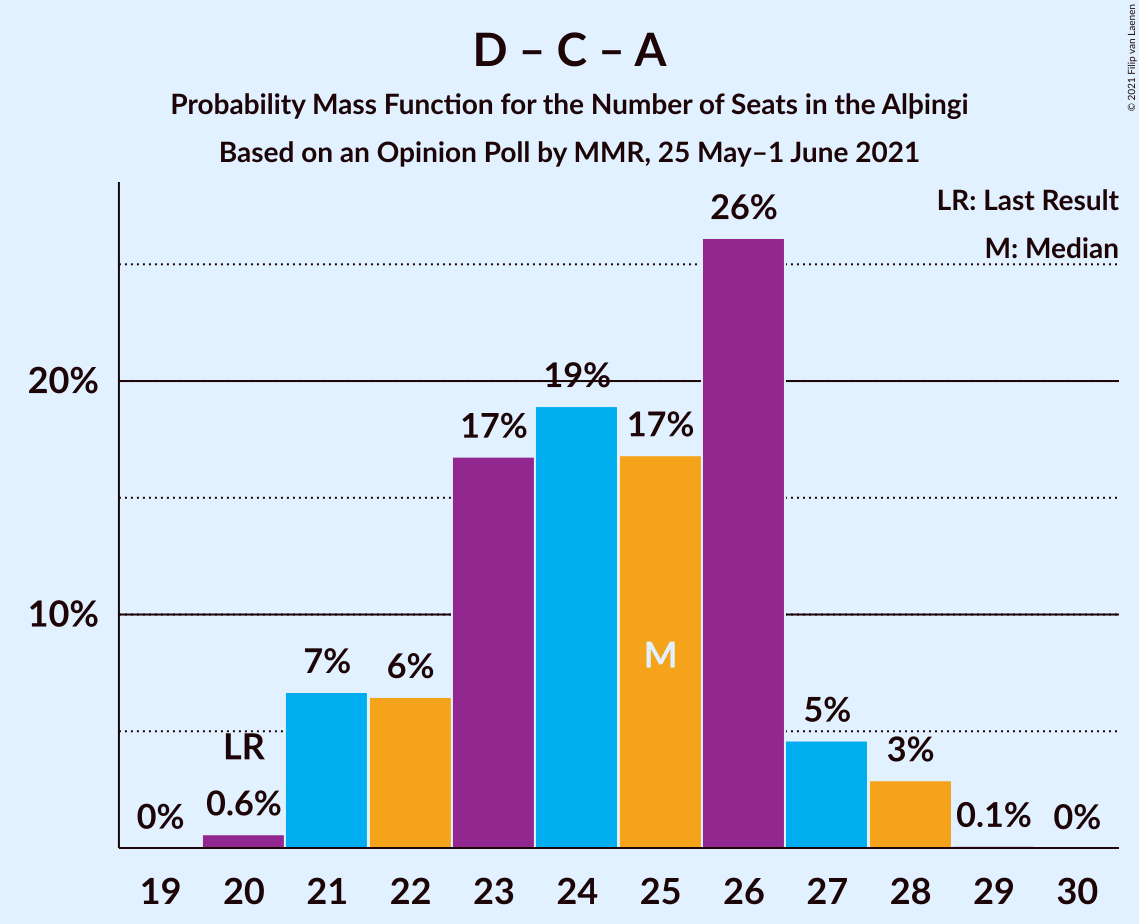 D – C – A
Probability Mass Function for the Number of Seats in the Alþingi
Based on an Opinion Poll by MMR, 25 May–1 June 2021
© 2021 Filip van Laenen
LR: Last Result
M: Median
26%
20%
19%
17%
17%
10%
M
7%
6%
5%
LR
3%
0%
0.6%
0.1%
0%
19 20 21 22 23 24 25 26 27 28 29 30